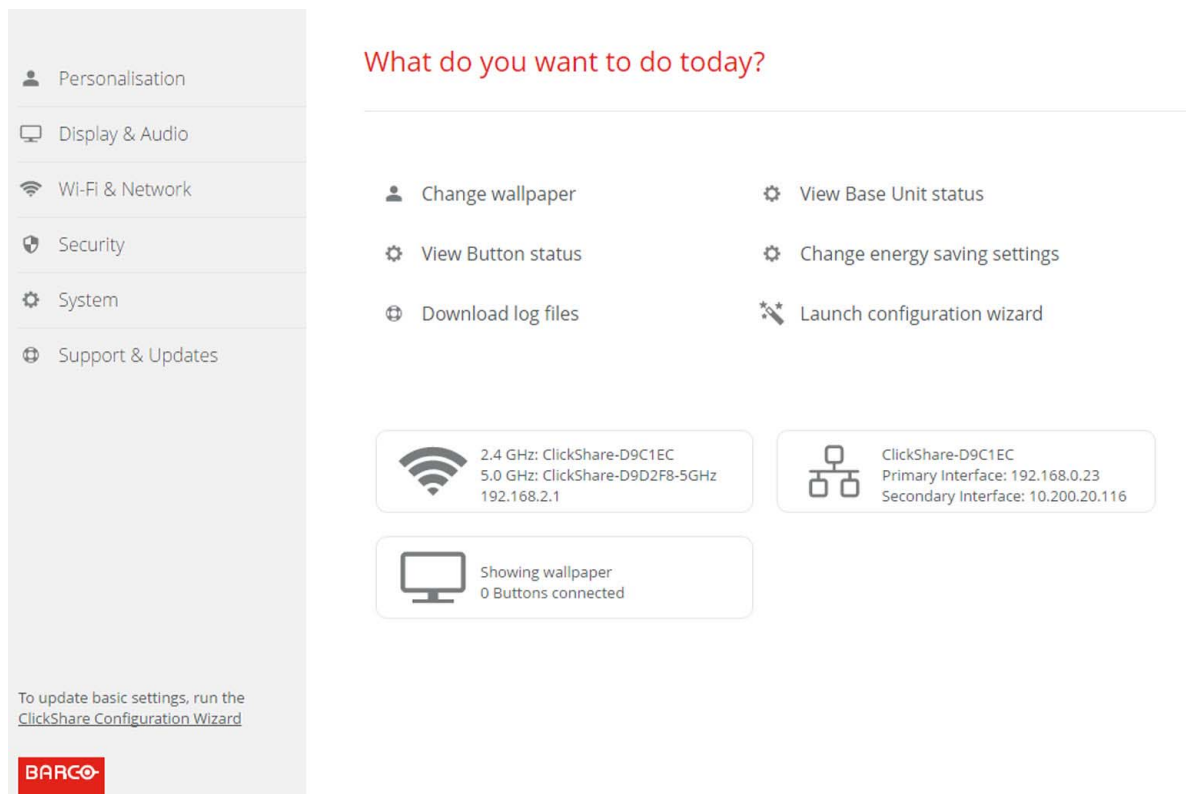 Personalisation
Display & Audio
Wi-Fi & Network
Security
System
Support & Updates
To update basic settings, run the
ClickShare Configuration Wizard
BARCO
What do you want to do today?
Change wallpaper
View Base Unit status
View Button status
Change energy saving settings
Download log files
Launch configuration wizard
2.4 GHz: ClickShare-D9C1EC
5.0 GHz: ClickShare-D9D2F8-5GHz
192.168.2.1
ClickShare-D9C1EC
Primary Interface: 192.168.0.23
Secondary Interface: 10.200.20.116
Showing wallpaper
0 Buttons connected